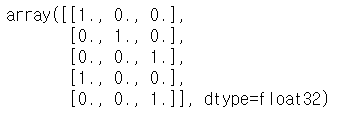 array([[1., 0., 0.],
       [0., 1., 0.],
       [0., 0., 1.],
       [1., 0., 0.],
       [0., 0., 1.]], dtype=float32)